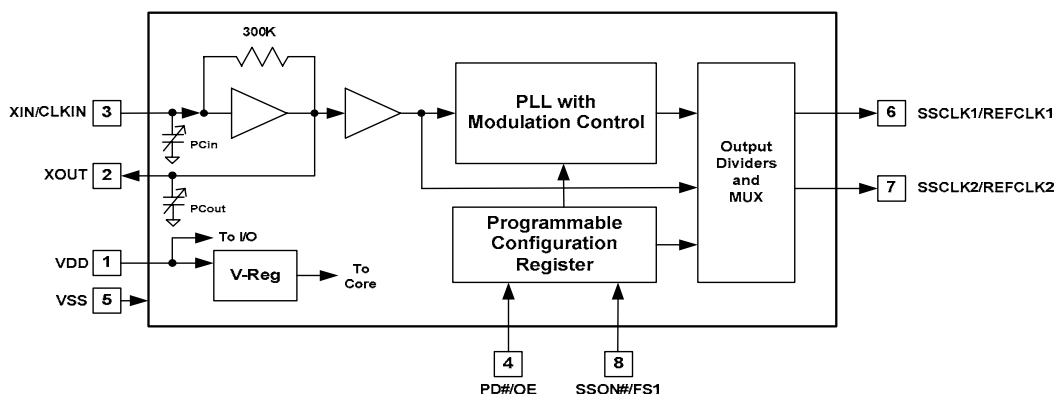 300K
XIN/CLKIN
3
PCin
XOUT
2
PCout
PLL with
Modulation Control
Output
Dividers
and
MUX
6
SSCLK1/REFCLK1
7
SSCLK2/REFCLK2
Programmable
Configuration
Register
To I/O
VDD
1
V-Reg
To
Core
VSS
5
4
PD#/OE
8
SSON#/FS1